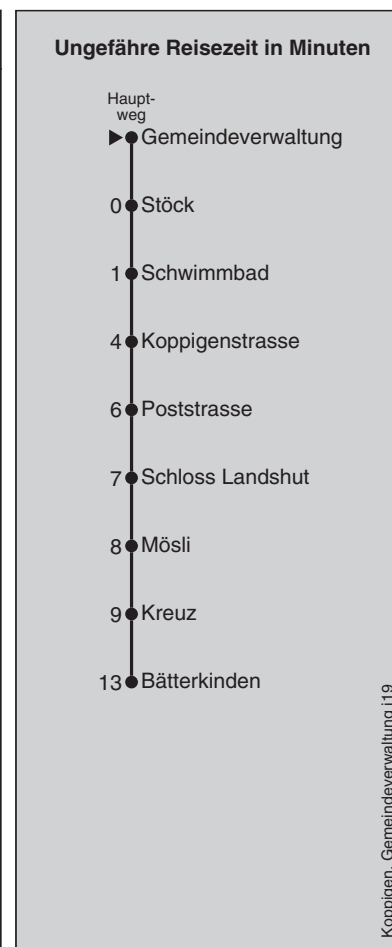 Ungefähre Reisezeit in Minuten
Haupt-
weg
Gemeindeverwaltung
0 Stöck
1 Schwimmbad
4 Koppigenstrasse
6 Poststrasse
7 Schloss Landshut
8 Mösli
9 Kreuz
13 Bätterkinden
Koppigen, Gemeindeverwaltung j19